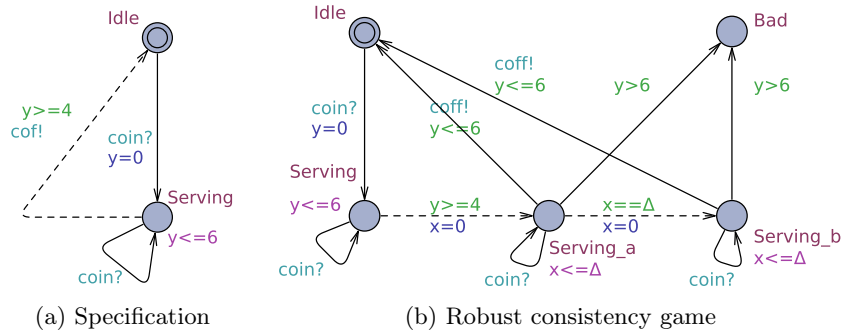 Idle
y>=4
cof!
coin?
y=0
Serving
y<=6
coin?
(a) Specification
Idle
Bad
coff!
y<=6
y>6
y>6
coin?
y=0
coff!
y<=6
Serving
y<=6
y>=4
x=0
x==Δ
x=0
coin?
Serving_a
x<=Δ
coin?
Serving_b
x<=Δ
coin?
(b) Robust consistency game